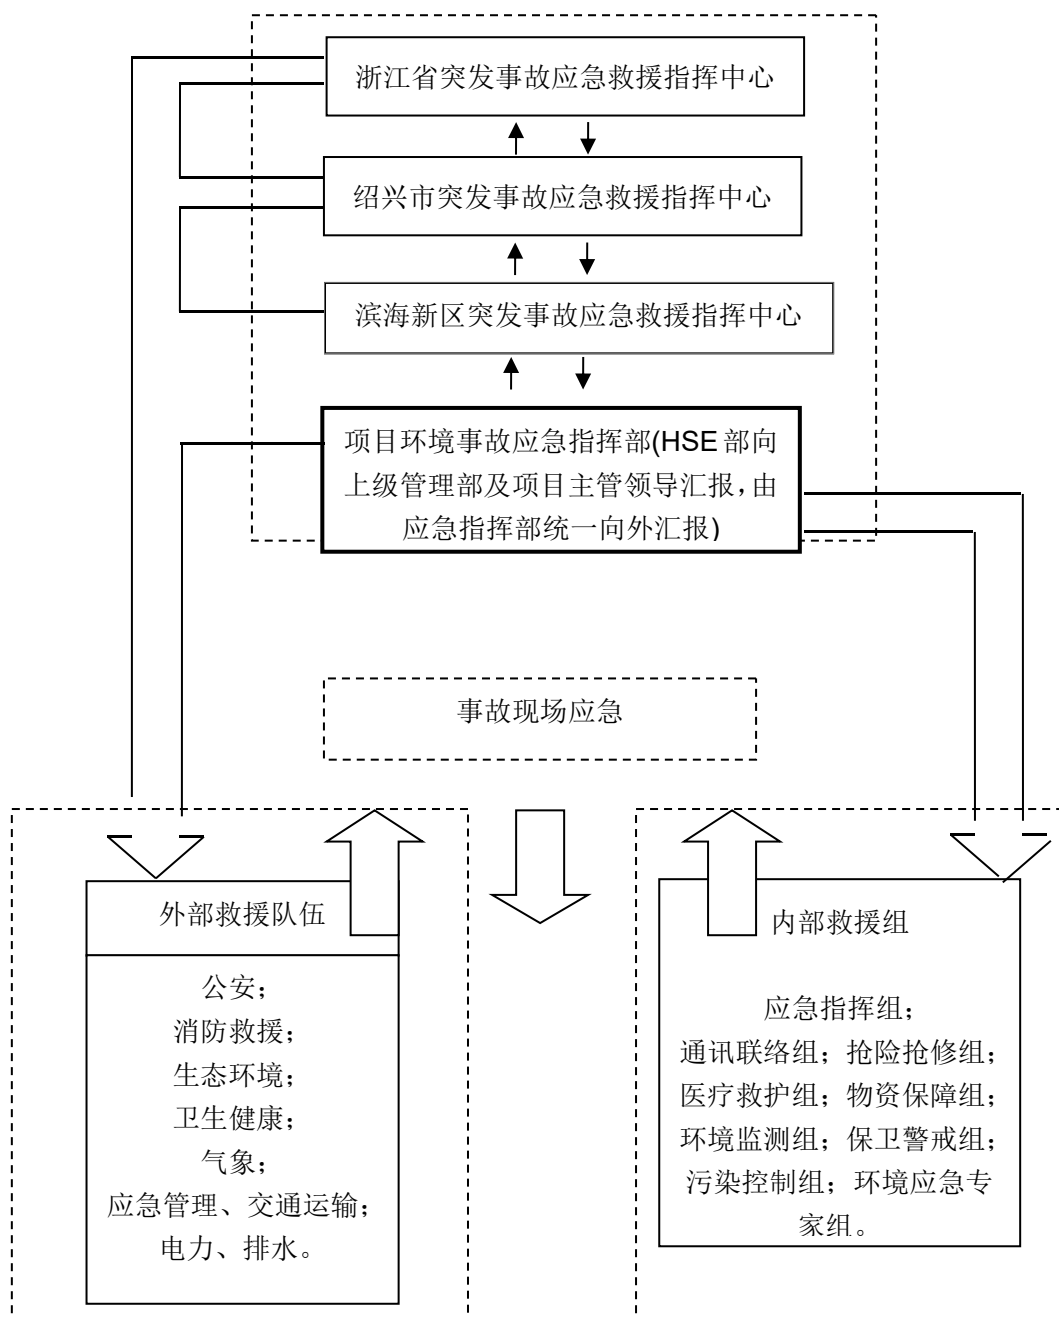 浙江省突发事故应急救援指挥中心
绍兴市突发事故应急救援指挥中心
滨海新区突发事故应急救援指挥中心
项目环境事故应急指挥部(HSE部向
上级管理部及项目主管领导汇报,由
应急指挥部统一向外汇报)
事故现场应急
外部救援队伍
公安；
消防救援；
生态环境；
卫生健康；
气象；
应急管理、交通运输；
电力、排水。
内部救援组
应急指挥组；
通讯联络组；抢险抢修组；
医疗救护组；物资保障组；
环境监测组；保卫警戒组；
污染控制组；环境应急专
家组。